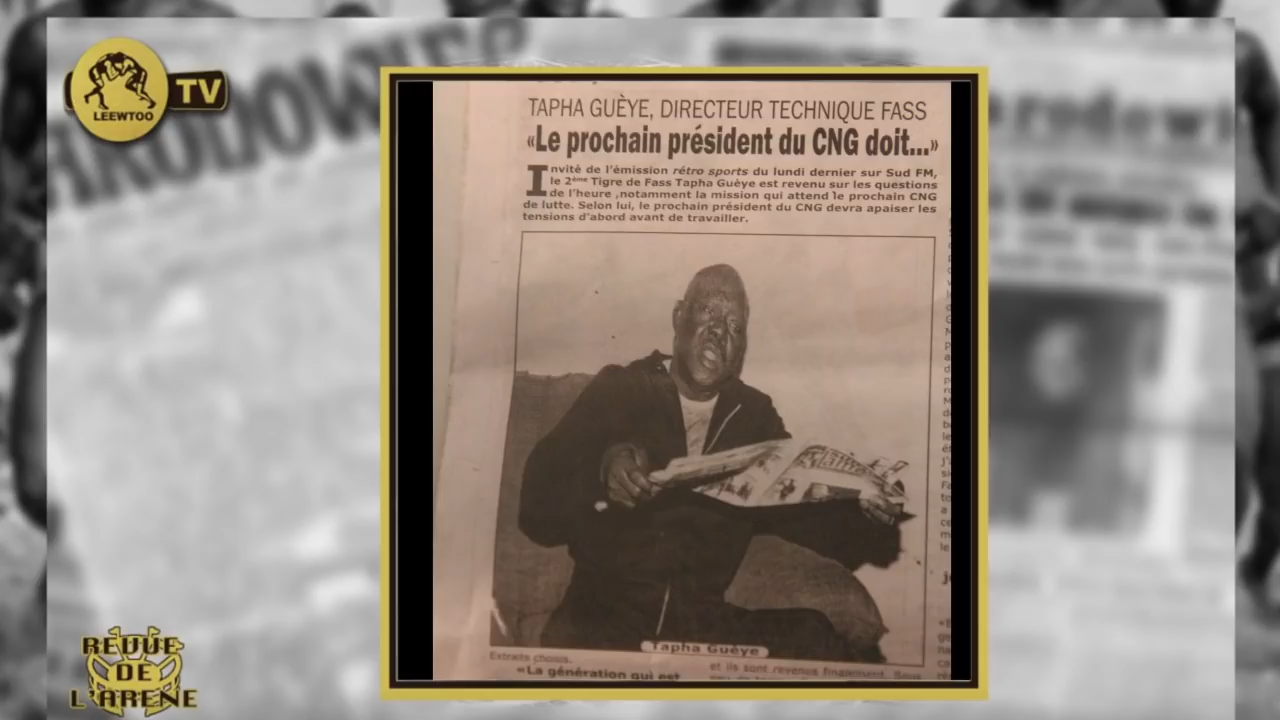 LEEWTOO
TV
TAPHA GUÈYE, DIRECTEUR TECHNIQUE FASS
«Le prochain président du CNG doit...»
Invité de l'émission rétro sports du lundi dernier sur Sud FM,
le 2ème Tigre de Fass Tapha Guèye est revenu sur les questions
de l'heure ,notamment la mission qui attend le prochain CNG
de lutte. Selon lui, le prochain président du CNG devra apaiser les
tensions d'abord avant de travailler.
Tapha Guèye
Extraits choisis.
«La génération qui est
et ils sont revenus finalement.
REVUE
DE
L'ARENE